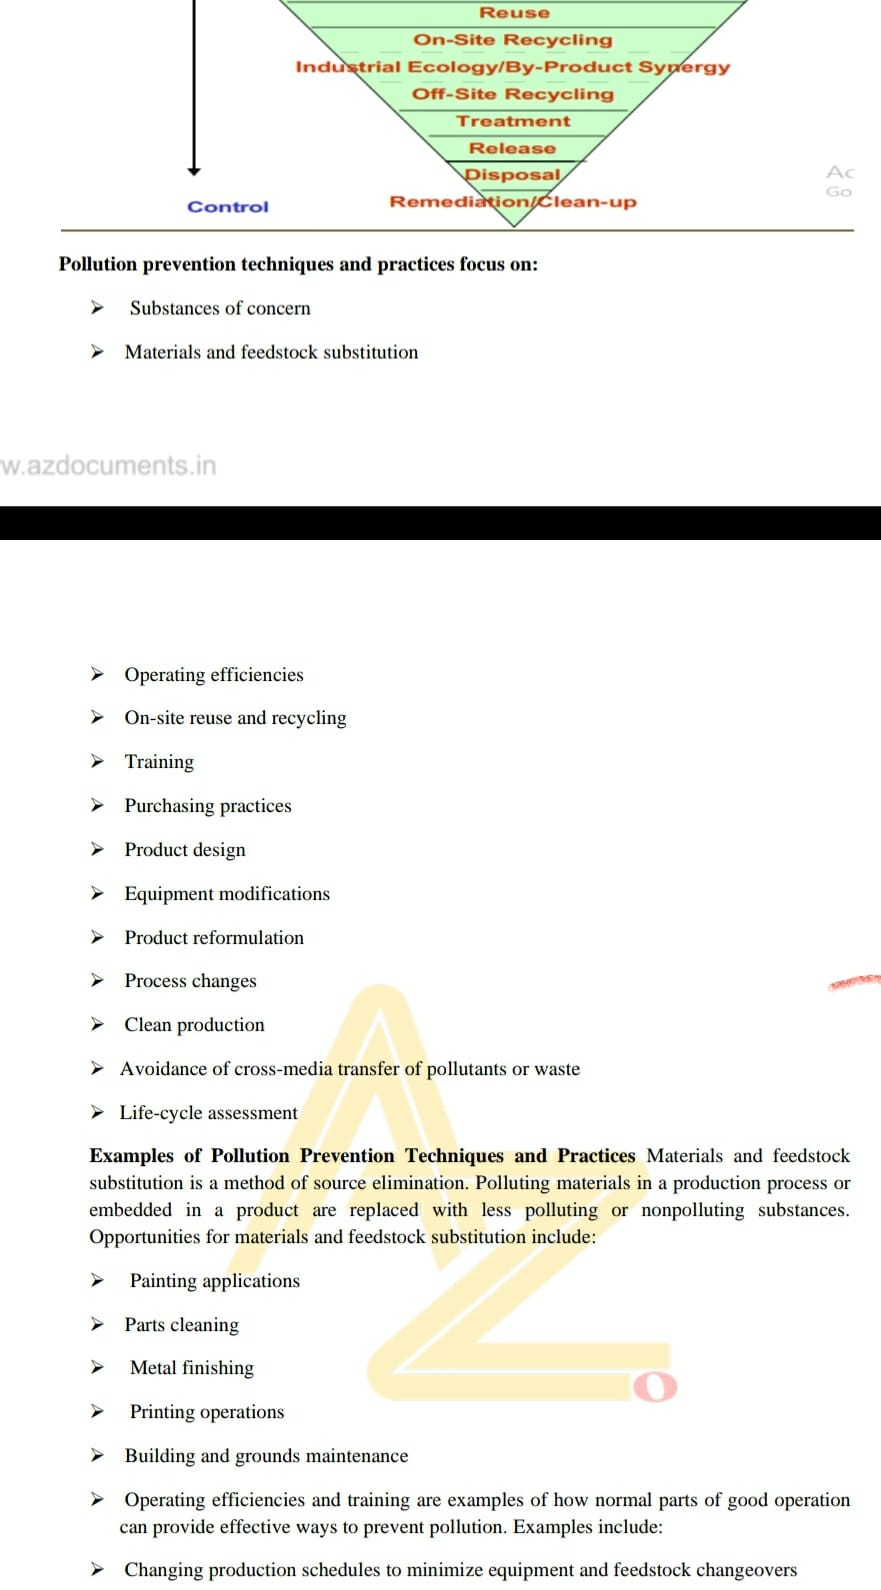 Reuse
On-Site Recycling
Industrial Ecology/By-Product Synergy
Off-Site Recycling
Treatment
Release
Disposal
Ac
Go
Control
Remediation/Clean-up
Pollution prevention techniques and practices focus on:
➢ Substances of concern
➢ Materials and feedstock substitution
w.azdocuments.in
➢ Operating efficiencies
➢ On-site reuse and recycling
➢ Training
➢ Purchasing practices
➢ Product design
➢ Equipment modifications
➢ Product reformulation
➢ Process changes
➢ Clean production
➢ Avoidance of cross-media transfer of pollutants or waste
➢ Life-cycle assessment
Examples of Pollution Prevention Techniques and Practices Materials and feedstock
substitution is a method of source elimination. Polluting materials in a production process or
embedded in a product are replaced with less polluting or nonpolluting substances.
Opportunities for materials and feedstock substitution include:
➢ Painting applications
➢ Parts cleaning
➢ Metal finishing
➢ Printing operations
➢ Building and grounds maintenance
➢ Operating efficiencies and training are examples of how normal parts of good operation
can provide effective ways to prevent pollution. Examples include:
➢ Changing production schedules to minimize equipment and feedstock changeovers